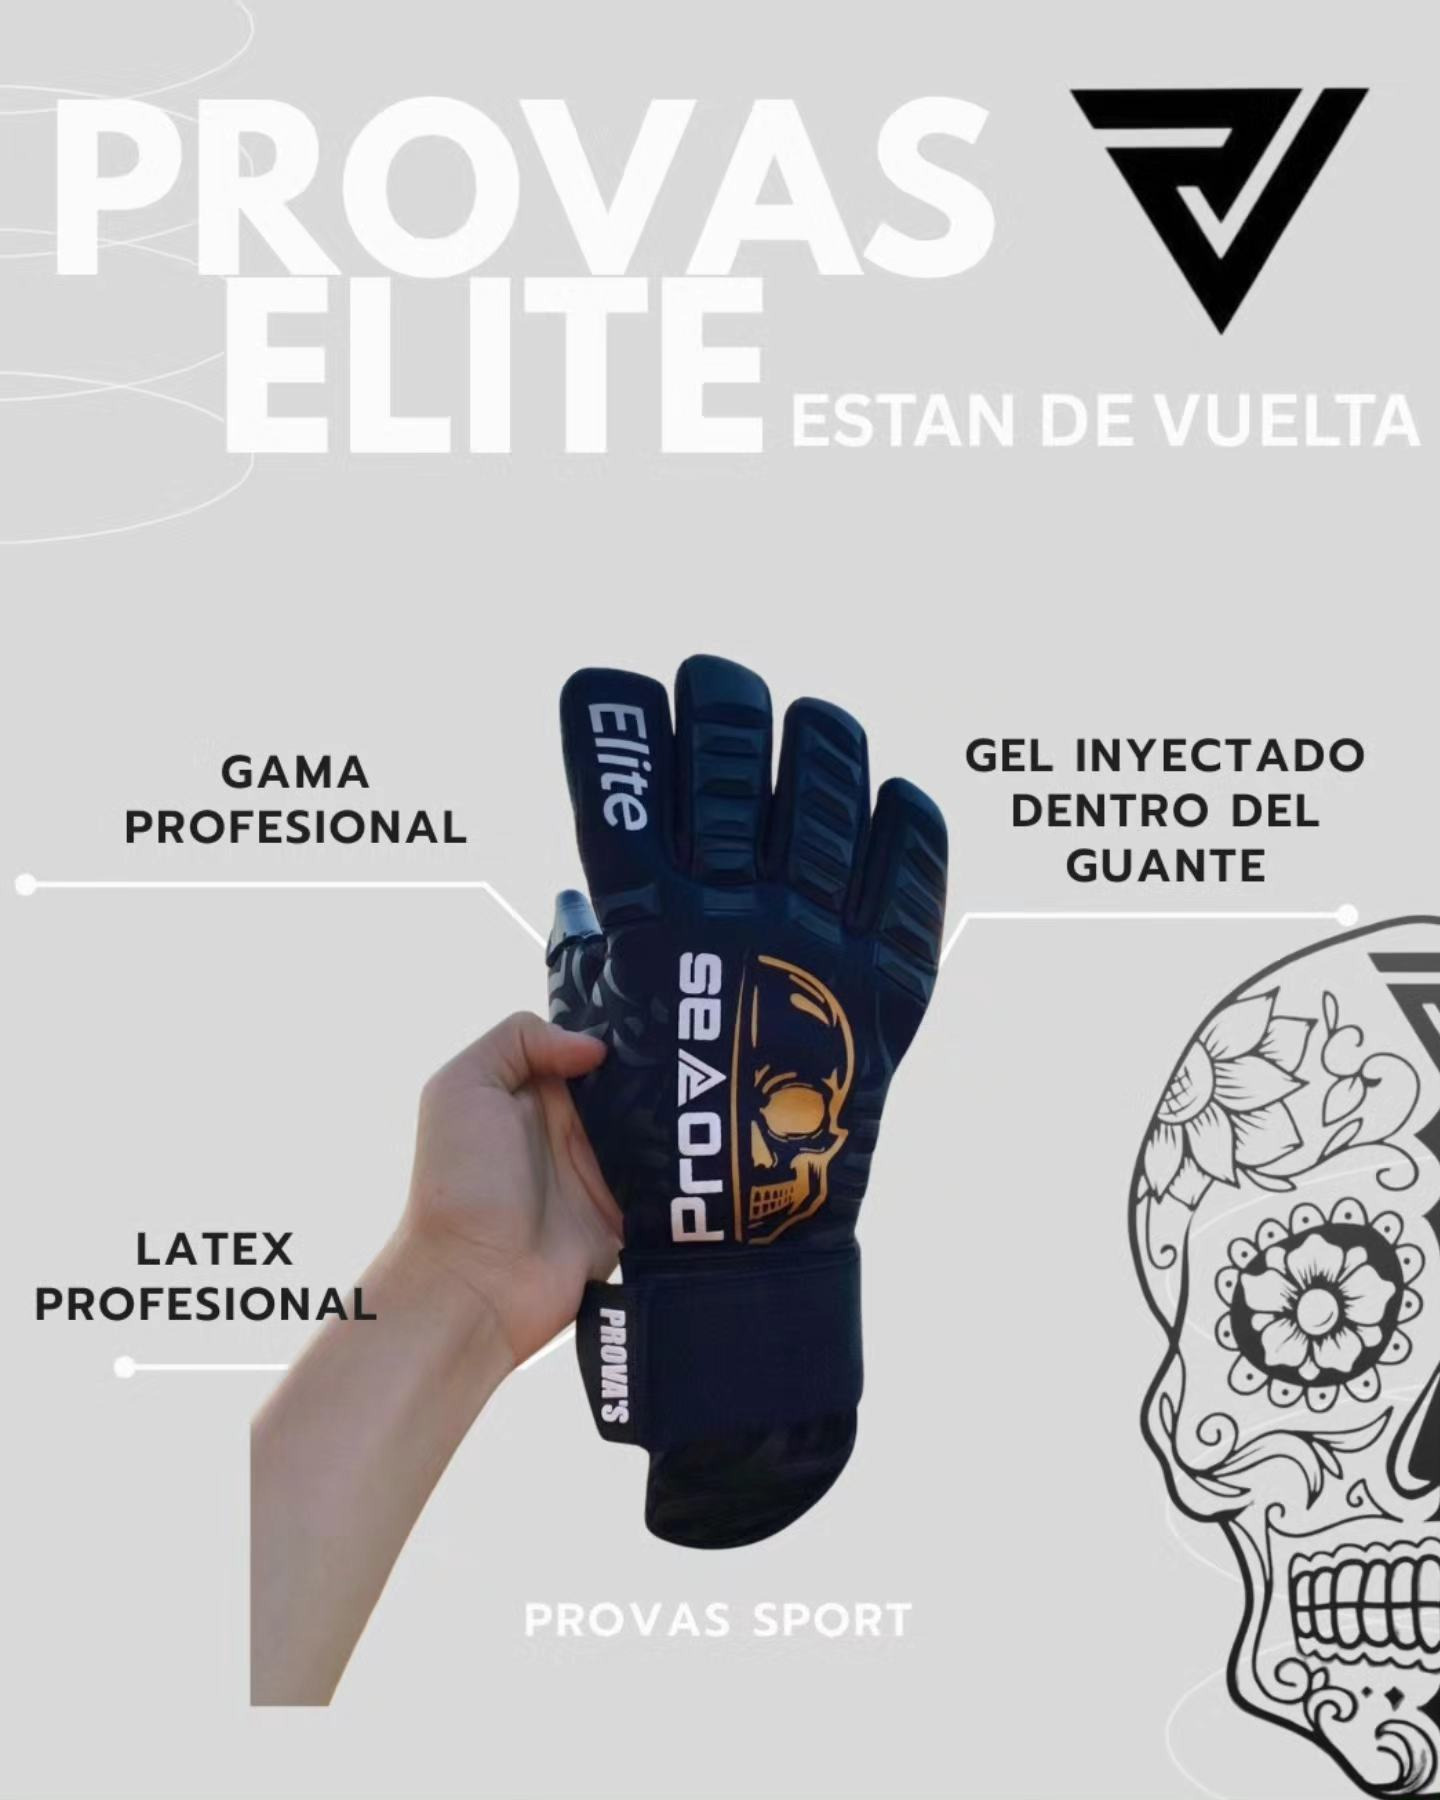 PROVAS
ELITE
ESTAN DE VUELTA
GAMA
PROFESIONAL
GEL INYECTADO
DENTRO DEL
GUANTE
Elite
provas
LATEX
PROFESIONAL
PROVA'S
PROVAS SPORT